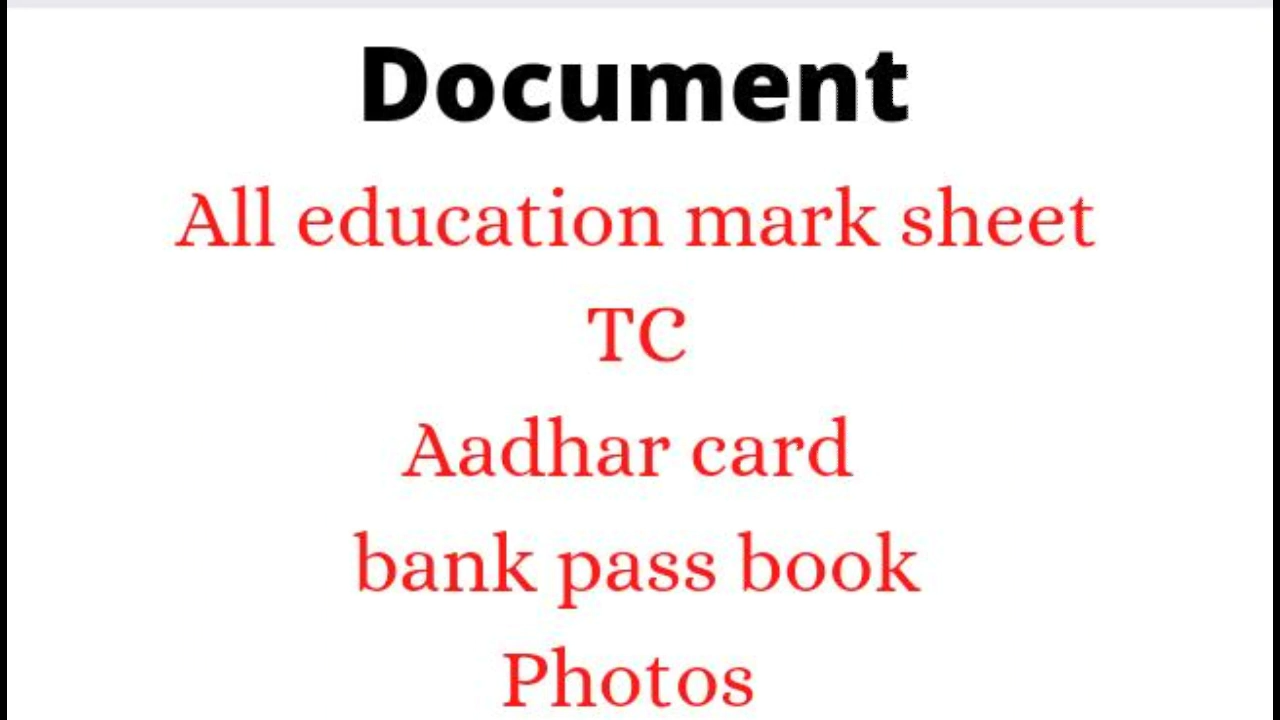 Document
All education mark sheet
TC
Aadhar card
bank pass book
Photos